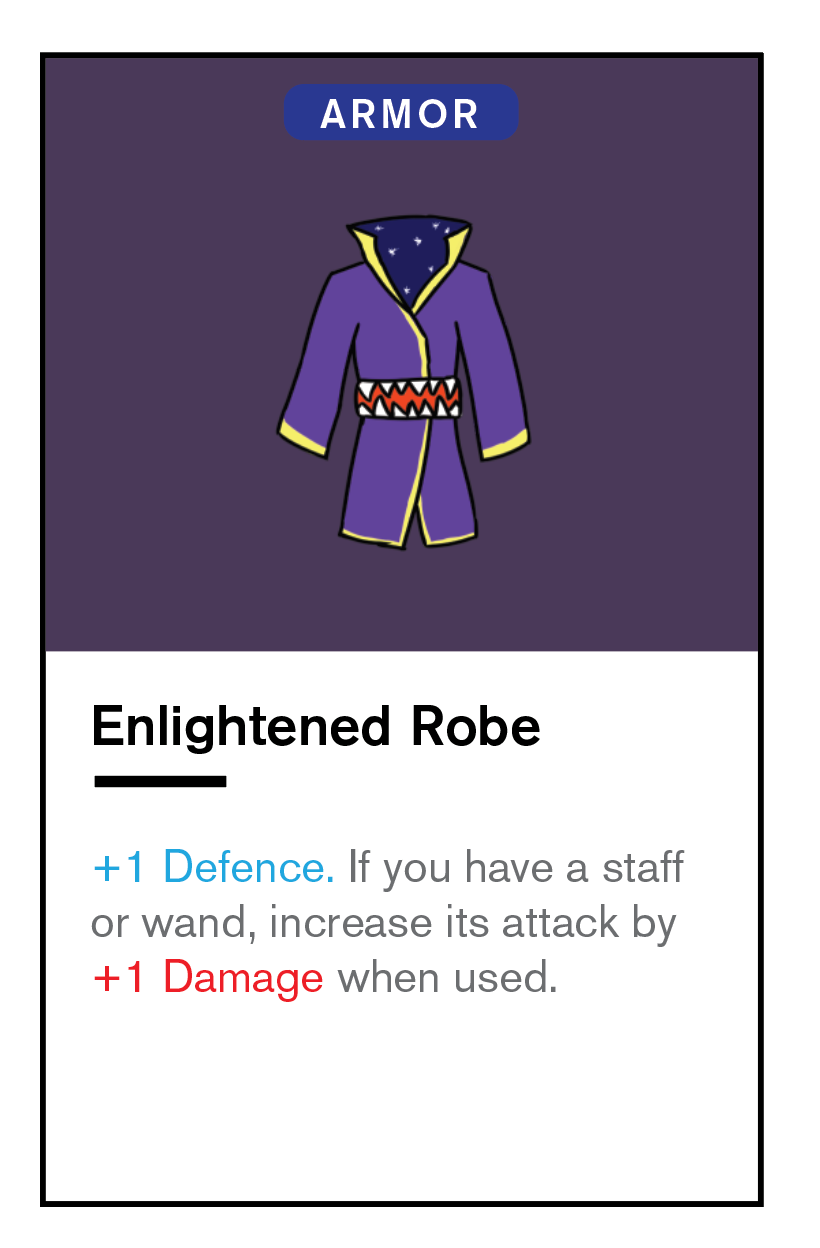 ARMOR
Enlightened Robe
+1 Defence. If you have a staff
or wand, increase its attack by
+1 Damage when used.